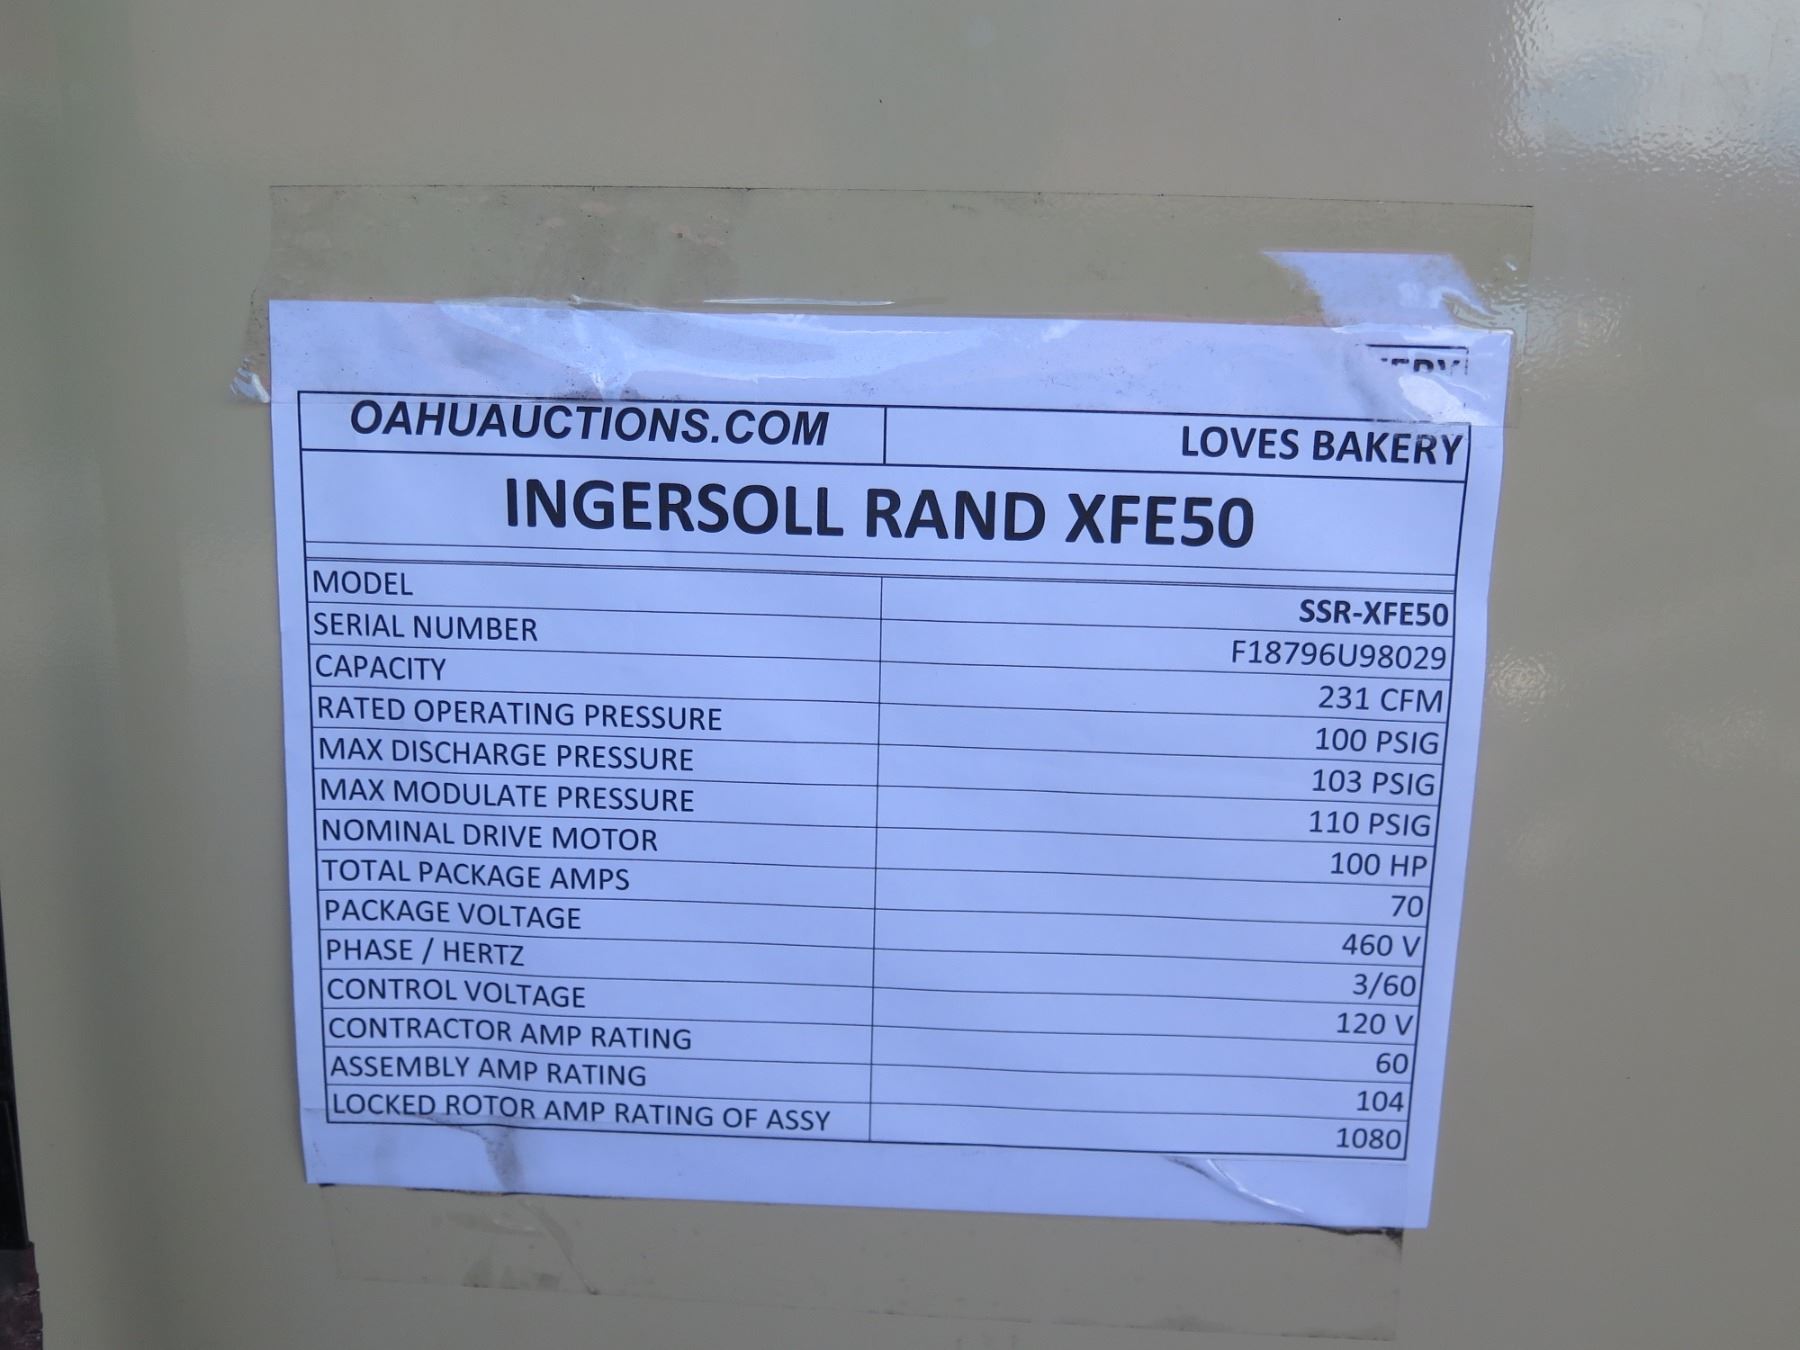 OAHUAUCTIONS.COM LOVES BAKERY
INGERSOLL RAND XFE50
MODEL SSR-XFE50
SERIAL NUMBER F18796U98029
CAPACITY 231 CFM
RATED OPERATING PRESSURE 100 PSIG
MAX DISCHARGE PRESSURE 103 PSIG
MAX MODULATE PRESSURE 110 PSIG
NOMINAL DRIVE MOTOR 100 HP
TOTAL PACKAGE AMPS 70
PACKAGE VOLTAGE 460 V
PHASE / HERTZ 3/60
CONTROL VOLTAGE 120 V
CONTRACTOR AMP RATING 60
ASSEMBLY AMP RATING 104
LOCKED ROTOR AMP RATING OF ASSY 1080